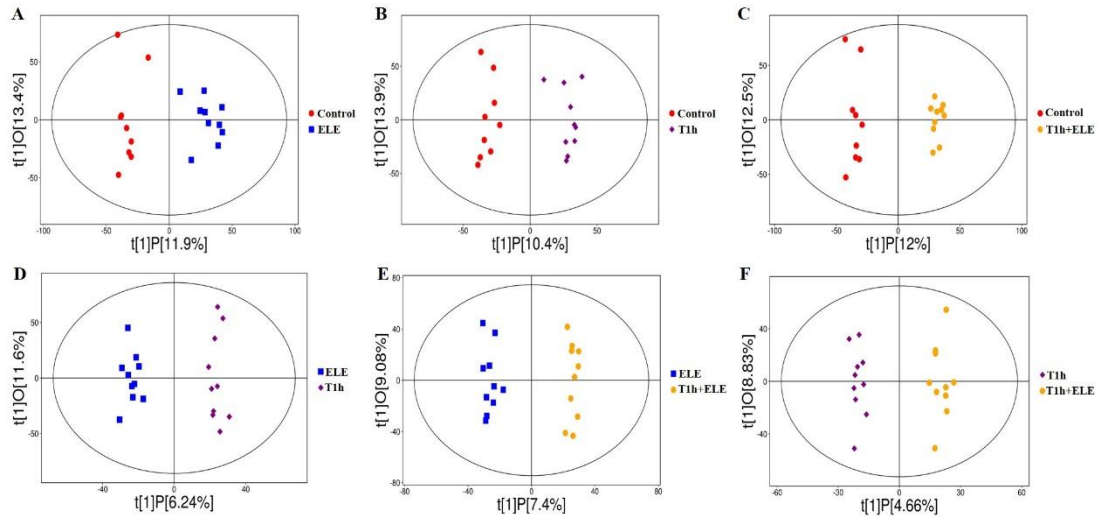 A
t[1]O[13.4%]
50
0
-50
-100
-50
0
50
100
t[1]P[11.9%]
Control
ELE
B
t[1]O[13.9%]
50
0
-50
-50
0
50
t[1]P[10.4%]
Control
T1h
C
t[1]O[12.5%]
50
0
-50
-100
-50
0
50
100
t[1]P[12%]
Control
T1h+ELE
D
t[1]O[11.6%]
50
0
-50
-40
0
40
t[1]P[6.24%]
ELE
T1h
E
t[1]O[9.08%]
80
40
0
-40
-80
-80
-40
0
40
80
t[1]P[7.4%]
ELE
T1h+ELE
F
t[1]O[8.83%]
40
0
-40
-60
-30
0
30
60
t[1]P[4.66%]
T1h
T1h+ELE